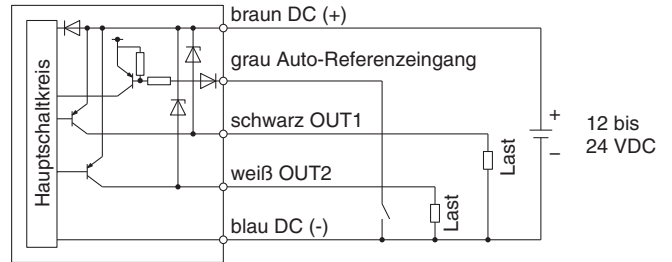 braun DC (+)
grau Auto-Referenzeingang
schwarz OUT1
weiß OUT2
blau DC (-)
Hauptschaltkreis
Last
Last
+
−
12 bis
24 VDC